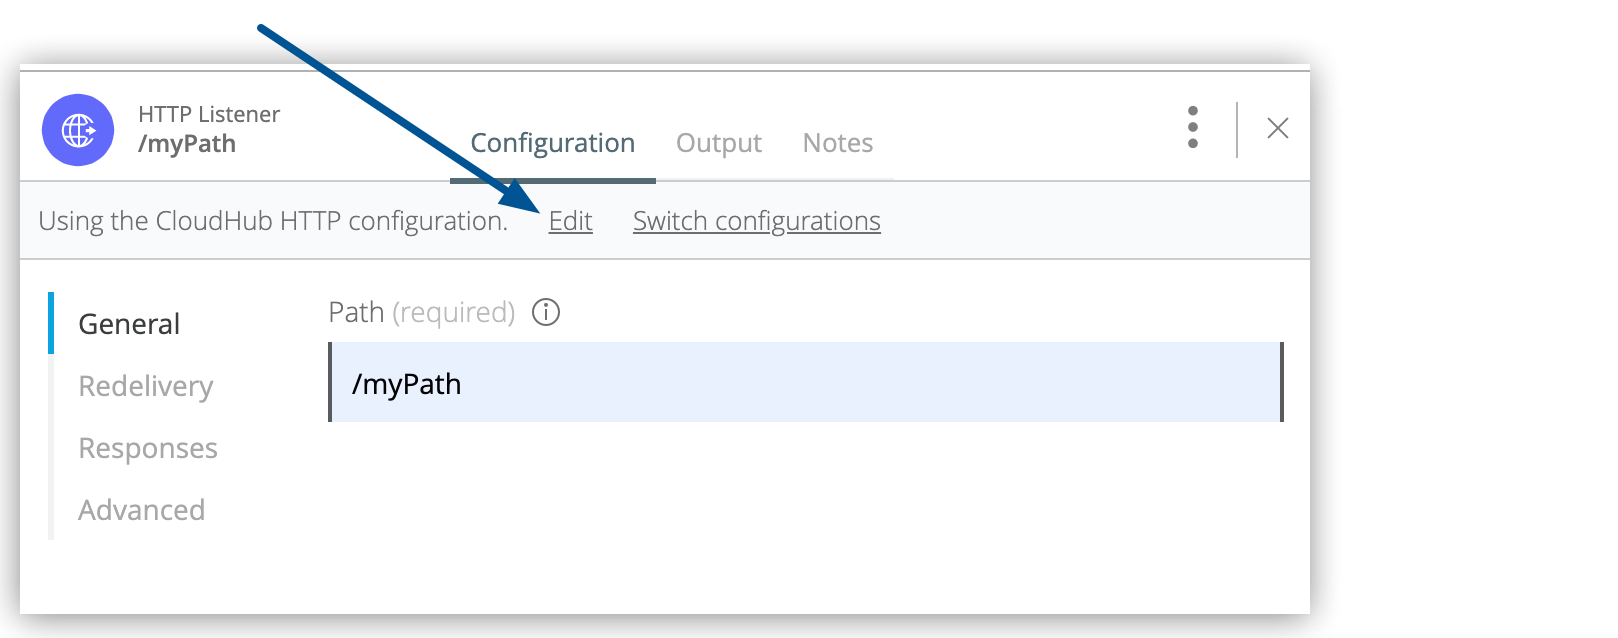 HTTP Listener
/myPath
Configuration Output Notes
Using the CloudHub HTTP configuration. Edit Switch configurations
General
Redelivery
Responses
Advanced
Path (required)
/myPath